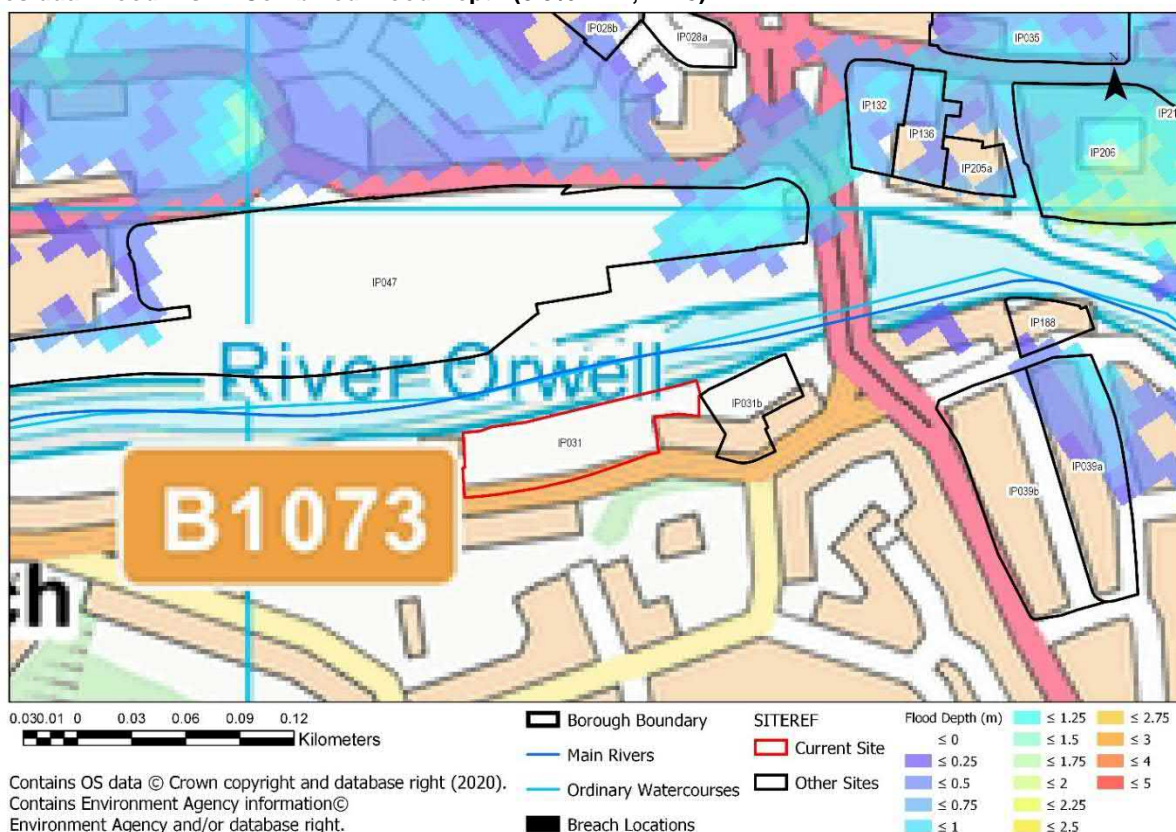 IP028b
IP028a
IP035
N
IP132
IP136
IP205a
IP206
IP21
IP047
River Orwell
IP188
IP031
IP031b
IP039a
IP039b
B1073
ch
0.030.01 0 0.03 0.06 0.09 0.12
Kilometers
Contains OS data © Crown copyright and database right (2020).
Contains Environment Agency information©
Environment Agency and/or database right.
Borough Boundary
Main Rivers
Ordinary Watercourses
Breach Locations
SITEREF
Current Site
Other Sites
Flood Depth (m)
≤ 0
≤ 0.25
≤ 0.5
≤ 0.75
≤ 1
≤ 1.25
≤ 1.5
≤ 1.75
≤ 2
≤ 2.25
≤ 2.5
≤ 2.75
≤ 3
≤ 4
≤ 5